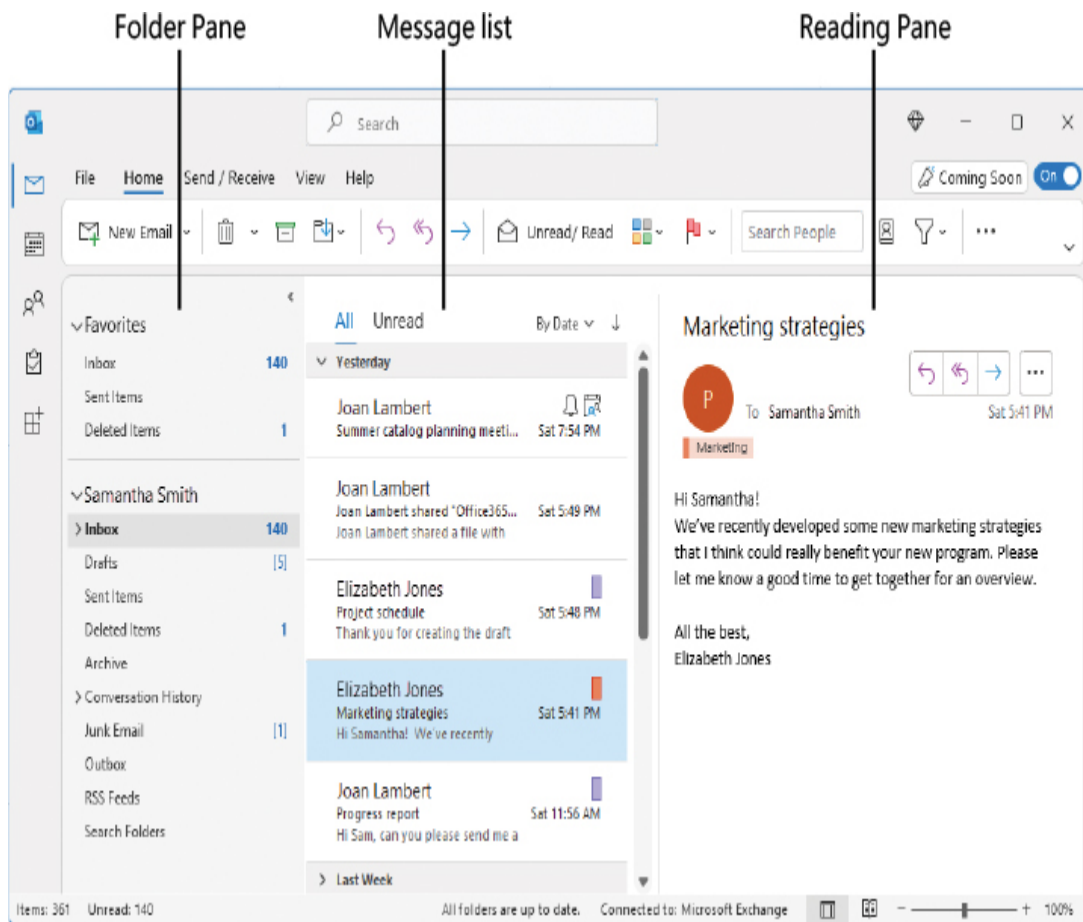 Folder Pane Message list Reading Pane
Search
File Home Send / Receive View Help Coming Soon On
New Email Unread/ Read Search People
Favorites
Inbox 140
Sent Items
Deleted Items 1
Samantha Smith
Inbox 140
Drafts [5]
Sent Items
Deleted Items 1
Archive
Conversation History
Junk Email [1]
Outbox
RSS Feeds
Search Folders
All Unread By Date
Yesterday
Joan Lambert
Summer catalog planning meeti... Sat 7:54 PM
Joan Lambert
Joan Lambert shared "Office365... Sat 5:49 PM
Joan Lambert shared a file with
Elizabeth Jones
Project schedule Sat 5:48 PM
Thank you for creating the draft
Elizabeth Jones
Marketing strategies Sat 5:41 PM
Hi Samantha! We've recently
Joan Lambert
Progress report Sat 11:56 AM
Hi Sam, can you please send me a
Last Week
Marketing strategies
P
To Samantha Smith Sat 5:41 PM
Marketing
Hi Samantha!
We've recently developed some new marketing strategies
that I think could really benefit your new program. Please
let me know a good time to get together for an overview.
All the best,
Elizabeth Jones
Items: 361 Unread: 140 All folders are up to date. Connected to: Microsoft Exchange 100%